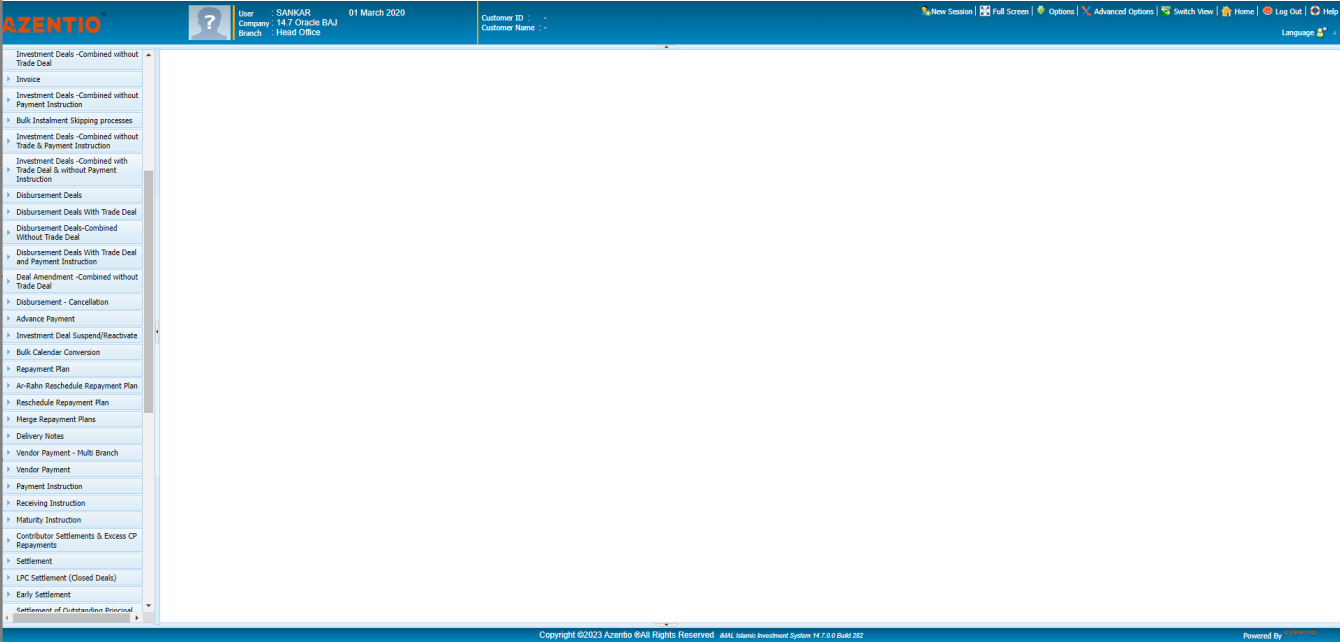 AZENTIO
?
User : SANKAR 01 March 2020
Company : 14.7 Oracle BAJ
Branch : Head Office
Customer ID : -
Customer Name : -
New Session | Full Screen | Options | Advanced Options | Switch View | Home | Log Out | Help
Language
Investment Deals -Combined without
Trade Deal
Invoice
Investment Deals -Combined without
Payment Instruction
Bulk Instalment Skipping processes
Investment Deals -Combined without
Trade & Payment Instruction
Investment Deals -Combined with
Trade Deal & without Payment
Instruction
Disbursement Deals
Disbursement Deals With Trade Deal
Disbursement Deals-Combined
Without Trade Deal
Disbursement Deals With Trade Deal
and Payment Instruction
Deal Amendment -Combined without
Trade Deal
Disbursement - Cancellation
Advance Payment
Investment Deal Suspend/Reactivate
Bulk Calendar Conversion
Repayment Plan
Ar-Rahn Reschedule Repayment Plan
Reschedule Repayment Plan
Merge Repayment Plans
Delivery Notes
Vendor Payment - Multi Branch
Vendor Payment
Payment Instruction
Receiving Instruction
Maturity Instruction
Contributor Settlements & Excess CP
Repayments
Settlement
LPC Settlement (Closed Deals)
Early Settlement
Settlement of Outstanding Principal
Copyright ©2023 Azentio ®All Rights Reserved iMAL Islamic Investment System 14.7.0.0 Build 282
Powered By AZENTIO